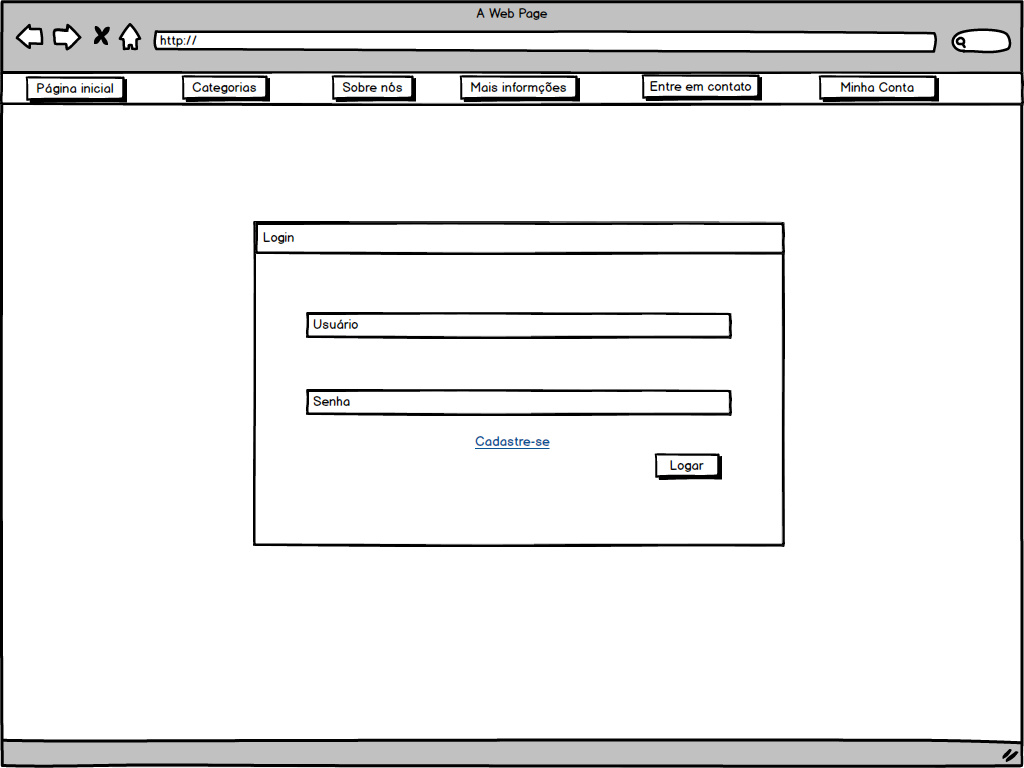 A Web Page
http://
Página inicial
Categorias
Sobre nós
Mais informções
Entre em contato
Minha Conta
Login
Usuário
Senha
Cadastre-se
Logar